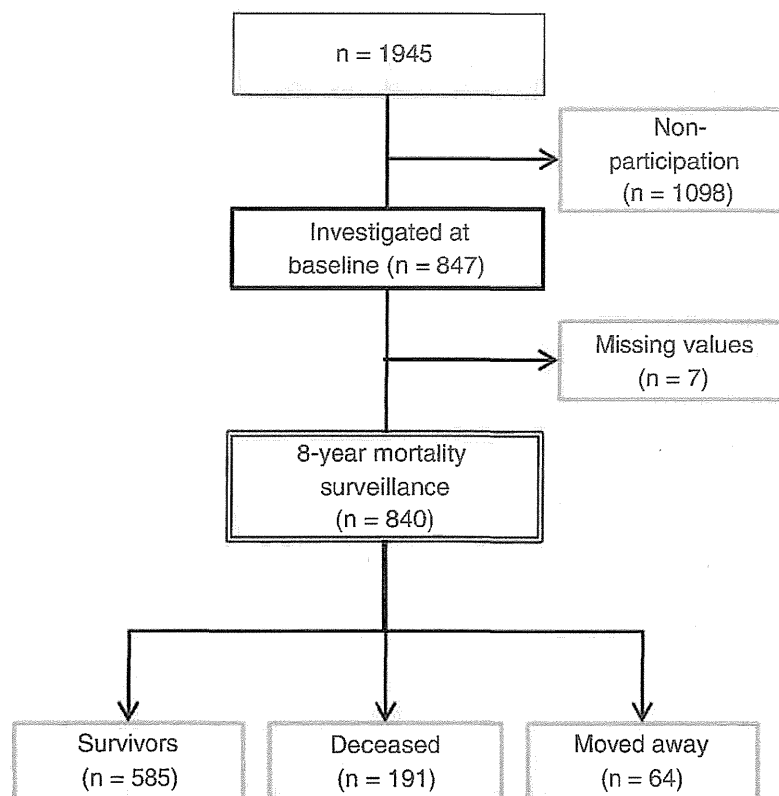 n = 1945
Non-
participation
(n = 1098)
Investigated at
baseline (n = 847)
Missing values
(n = 7)
8-year mortality
surveillance
(n = 840)
Survivors
(n = 585)
Deceased
(n = 191)
Moved away
(n = 64)